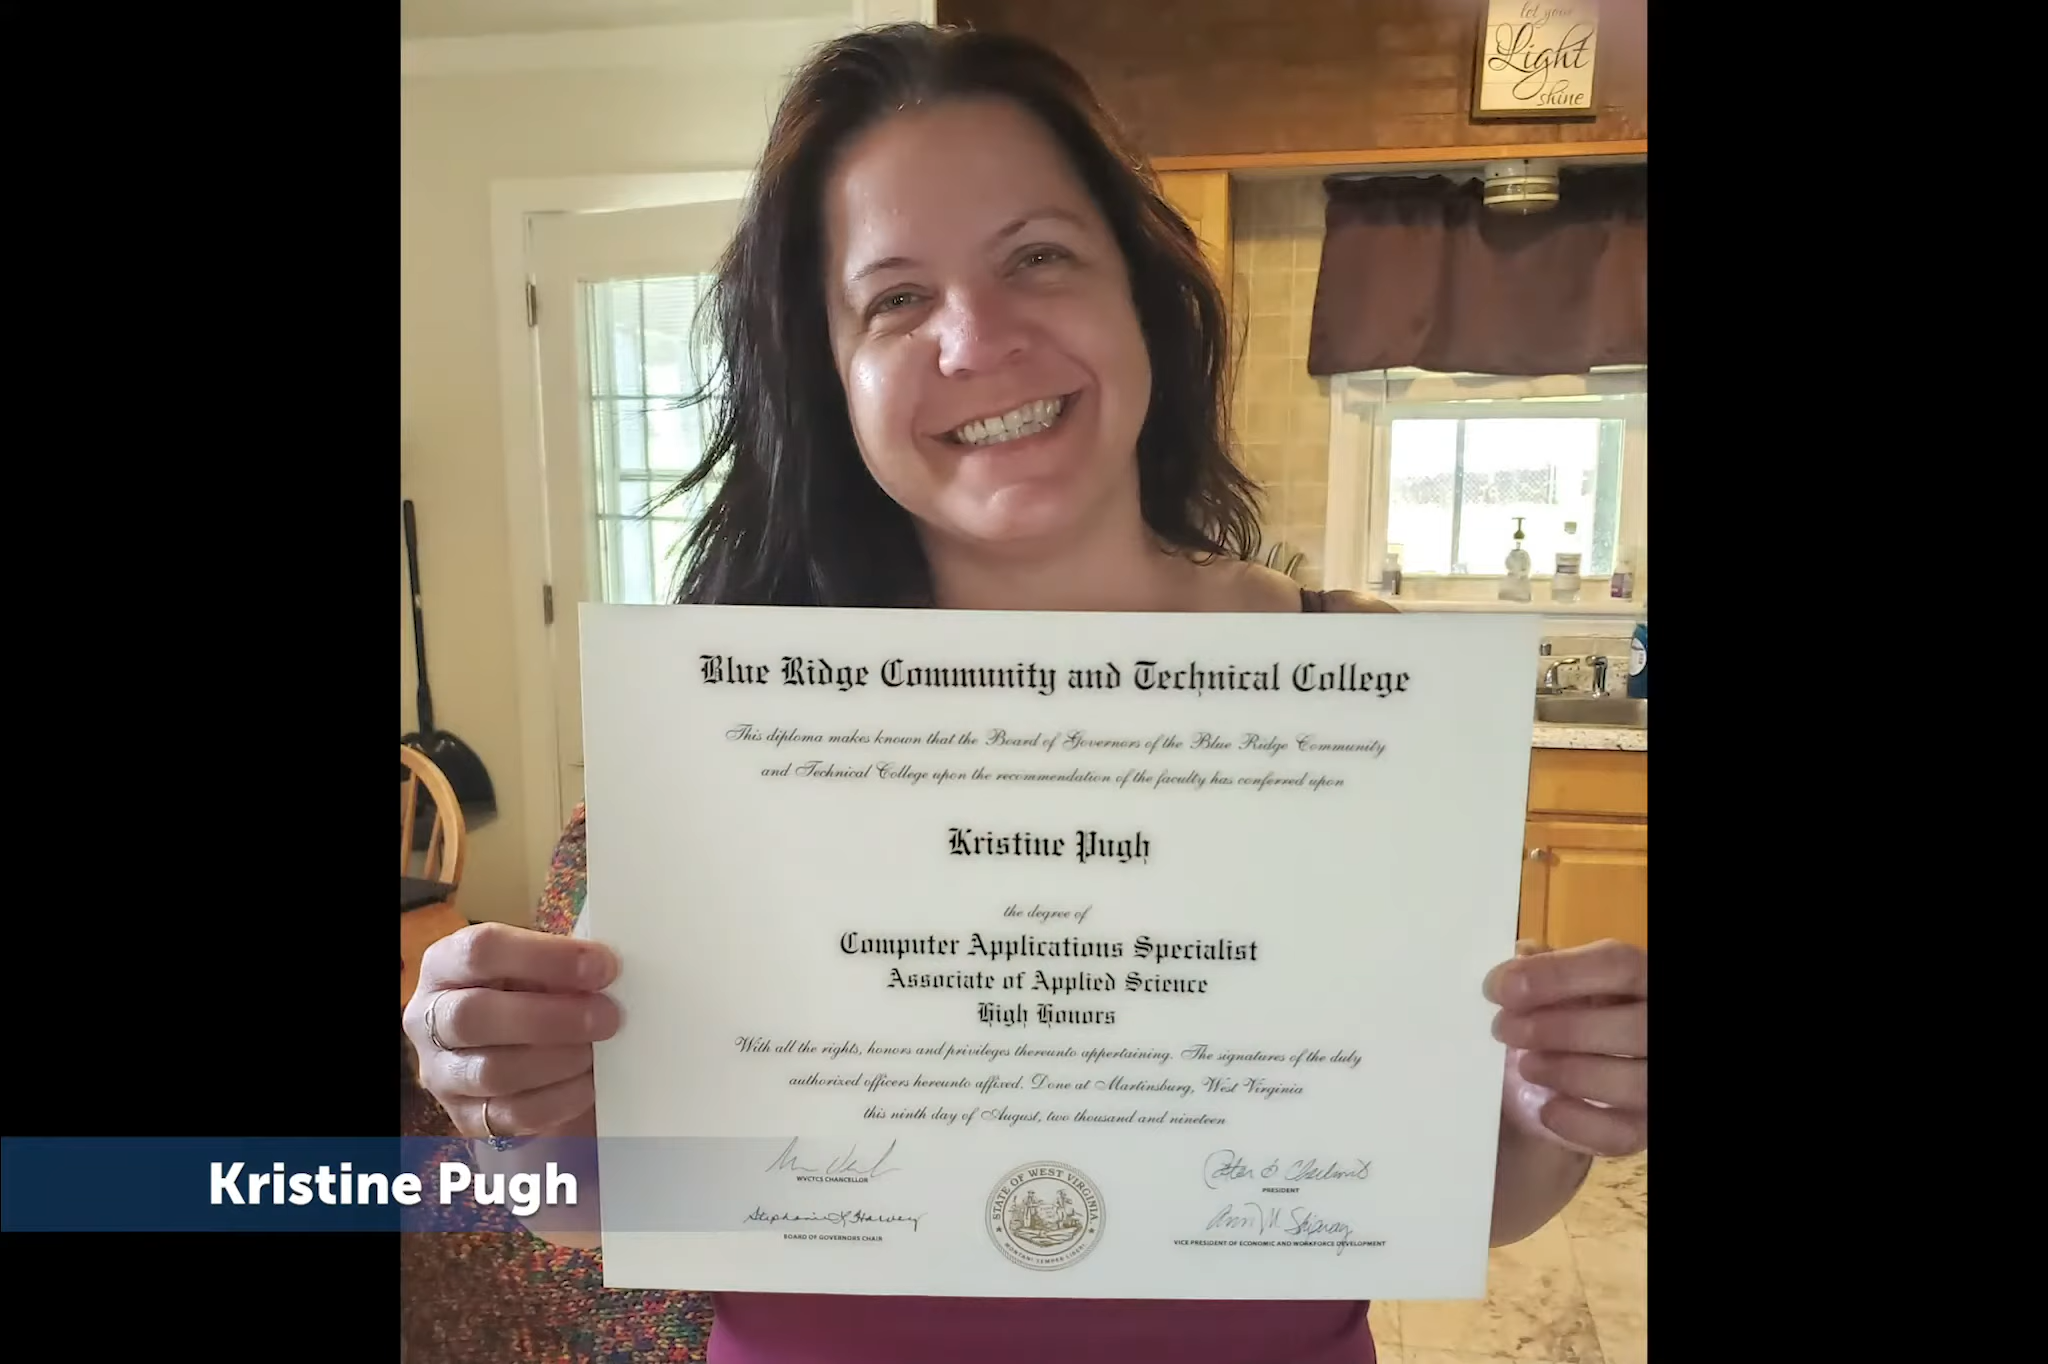 let your
Light
shine
Blue Ridge Community and Technical College
This diploma makes known that the Board of Governors of the Blue Ridge Community
and Technical College upon the recommendation of the faculty has conferred upon
Kristine Pugh
the degree of
Computer Applications Specialist
Associate of Applied Science
High Honors
With all the rights, honors and privileges thereunto appertaining. The signatures of the duly
authorized officers hereunto affixed. Done at Martinsburg, West Virginia
this ninth day of August, two thousand and nineteen
WVCTCS CHANCELLOR
PRESIDENT
Stephanie L Harvey
BOARD OF GOVERNORS CHAIR
VICE PRESIDENT OF ECONOMIC AND WORKFORCE DEVELOPMENT
STATE OF WEST VIRGINIA
MONTANI SEMPER LIBERI
Kristine Pugh